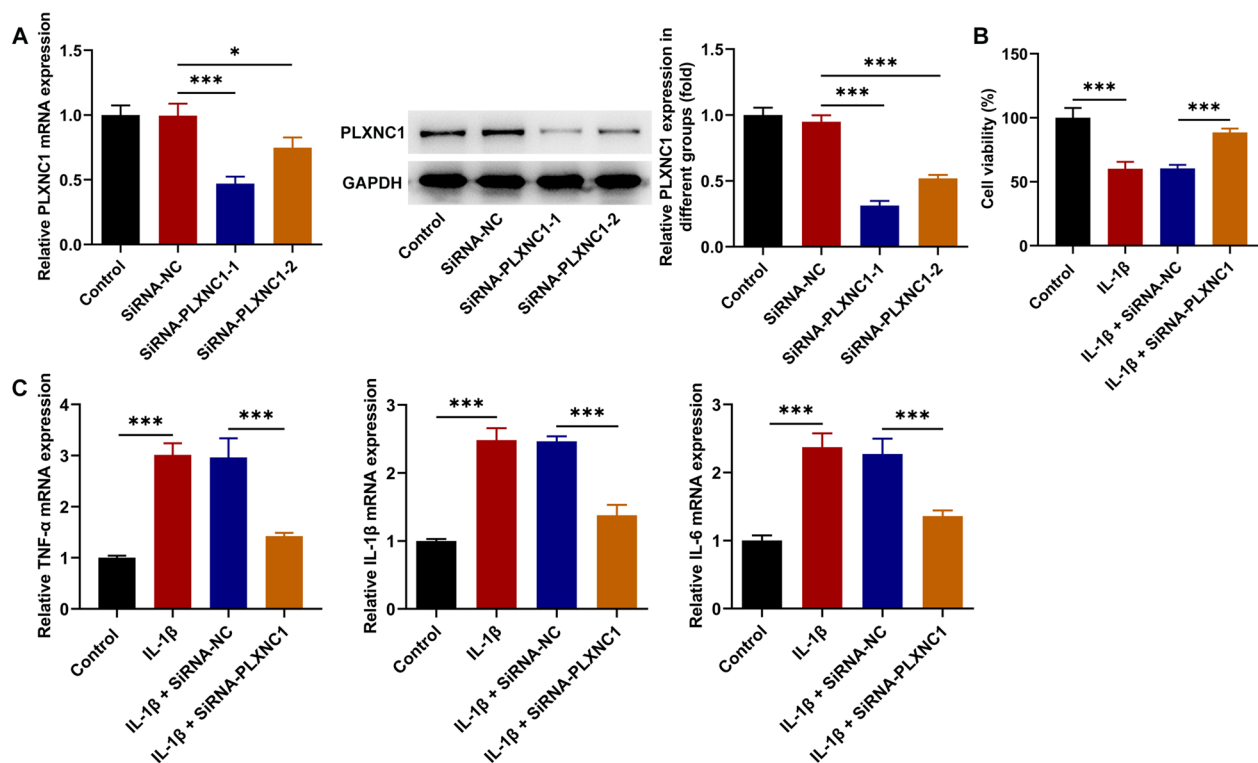 A
Relative PLXNC1 mRNA expression
1.5
1.0
0.5
0.0
***
*
Control
SiRNA-NC
SiRNA-PLXNC1-1
SiRNA-PLXNC1-2
PLXNC1
GAPDH
Control
SiRNA-NC
SiRNA-PLXNC1-1
SiRNA-PLXNC1-2
Relative PLXNC1 expression in
different groups (fold)
1.5
1.0
0.5
0.0
***
***
Control
SiRNA-NC
SiRNA-PLXNC1-1
SiRNA-PLXNC1-2
B
Cell viability (%)
150
100
50
0
***
***
Control
IL-1β
IL-1β + SiRNA-NC
IL-1β + SiRNA-PLXNC1
C
Relative TNF-α mRNA expression
4
3
2
1
0
***
***
Control
IL-1β
IL-1β + SiRNA-NC
IL-1β + SiRNA-PLXNC1
Relative IL-1β mRNA expression
3
2
1
0
***
***
Control
IL-1β
IL-1β + SiRNA-NC
IL-1β + SiRNA-PLXNC1
Relative IL-6 mRNA expression
3
2
1
0
***
***
Control
IL-1β
IL-1β + SiRNA-NC
IL-1β + SiRNA-PLXNC1